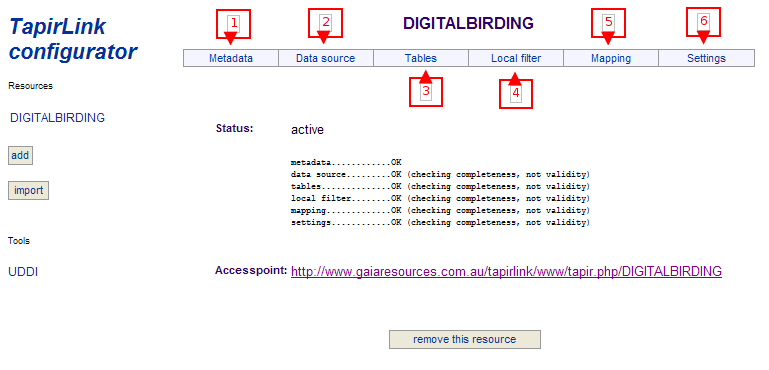 TapirLink
configurator
Resources
DIGITALBIRDING
add
import
Tools
UDDI
DIGITALBIRDING
1 2 5 6
Metadata Data source Tables Local filter Mapping Settings
3 4
Status: active
metadata............OK
data source.........OK (checking completeness, not validity)
tables..............OK (checking completeness, not validity)
local filter........OK (checking completeness, not validity)
mapping.............OK (checking completeness, not validity)
settings............OK (checking completeness, not validity)
Accesspoint: http://www.gaiaresources.com.au/tapirlink/www/tapir.php/DIGITALBIRDING
remove this resource